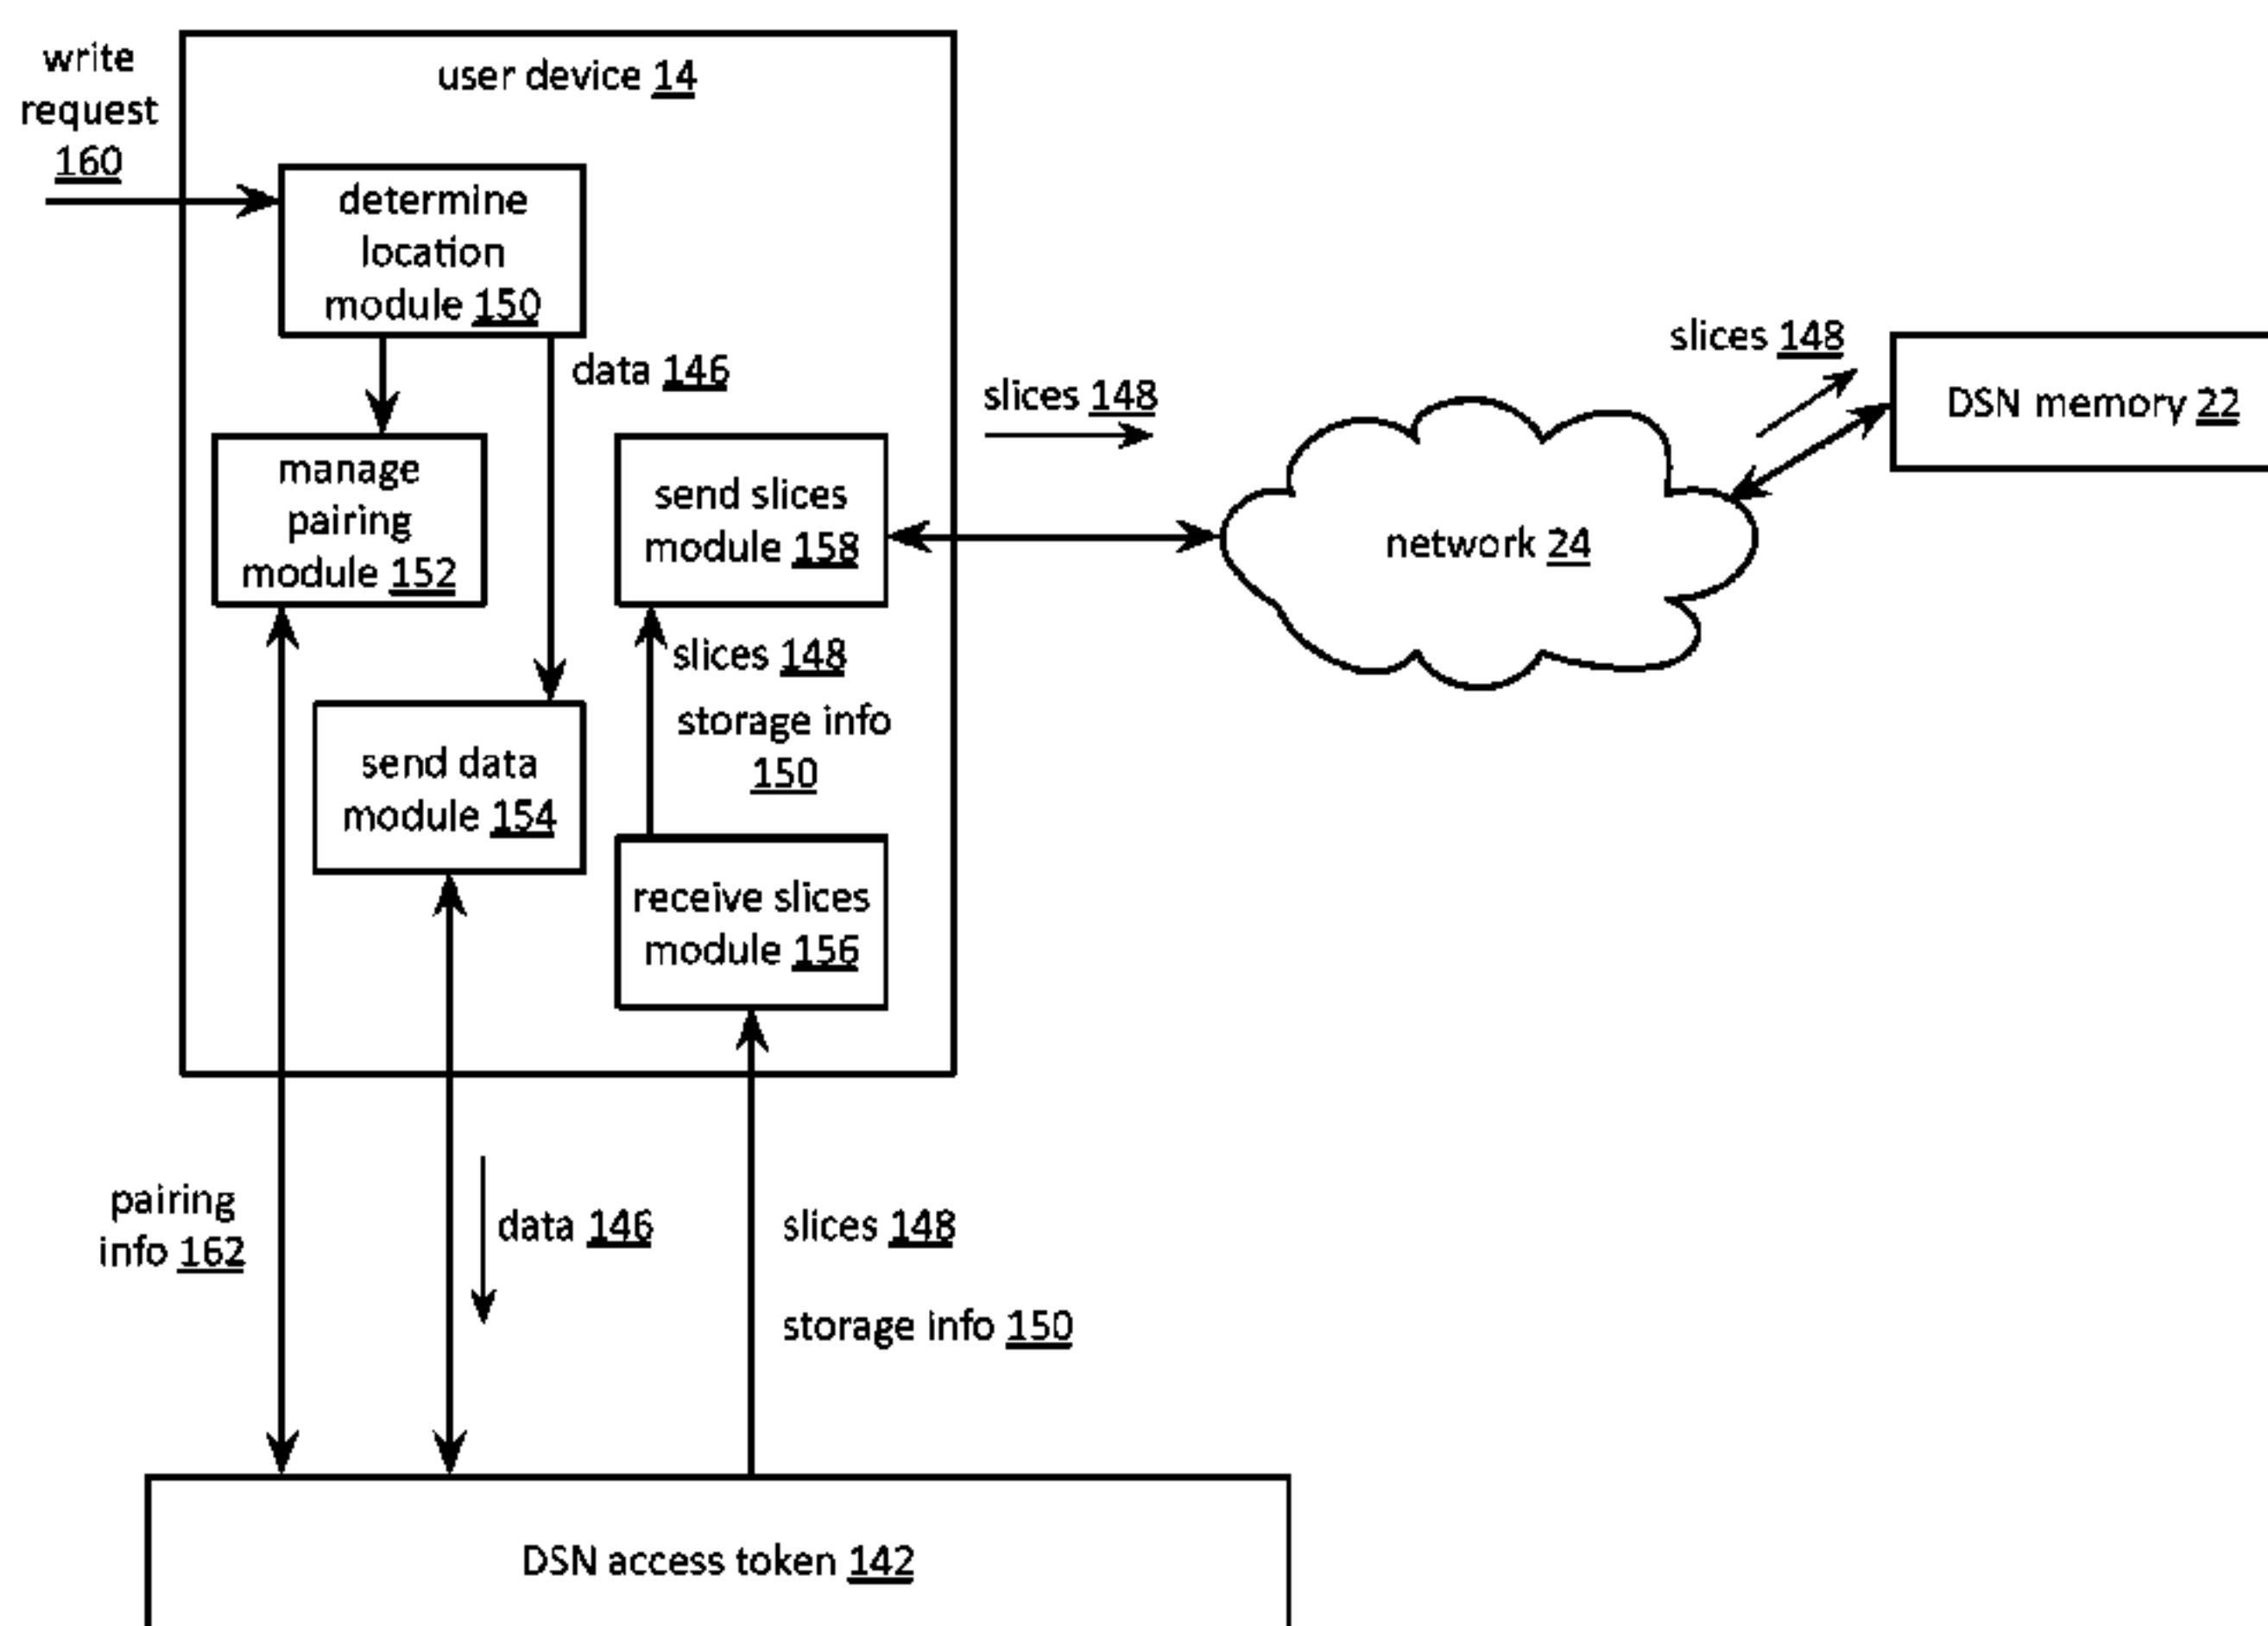 write
request
160
user device 14
determine
location
module 150
data 146
manage
pairing
module 152
send slices
module 158
slices 148
network 24
slices 148
DSN memory 22
slices 148
storage info
150
send data
module 154
receive slices
module 156
pairing
info 162
data 146
slices 148
storage info 150
DSN access token 142